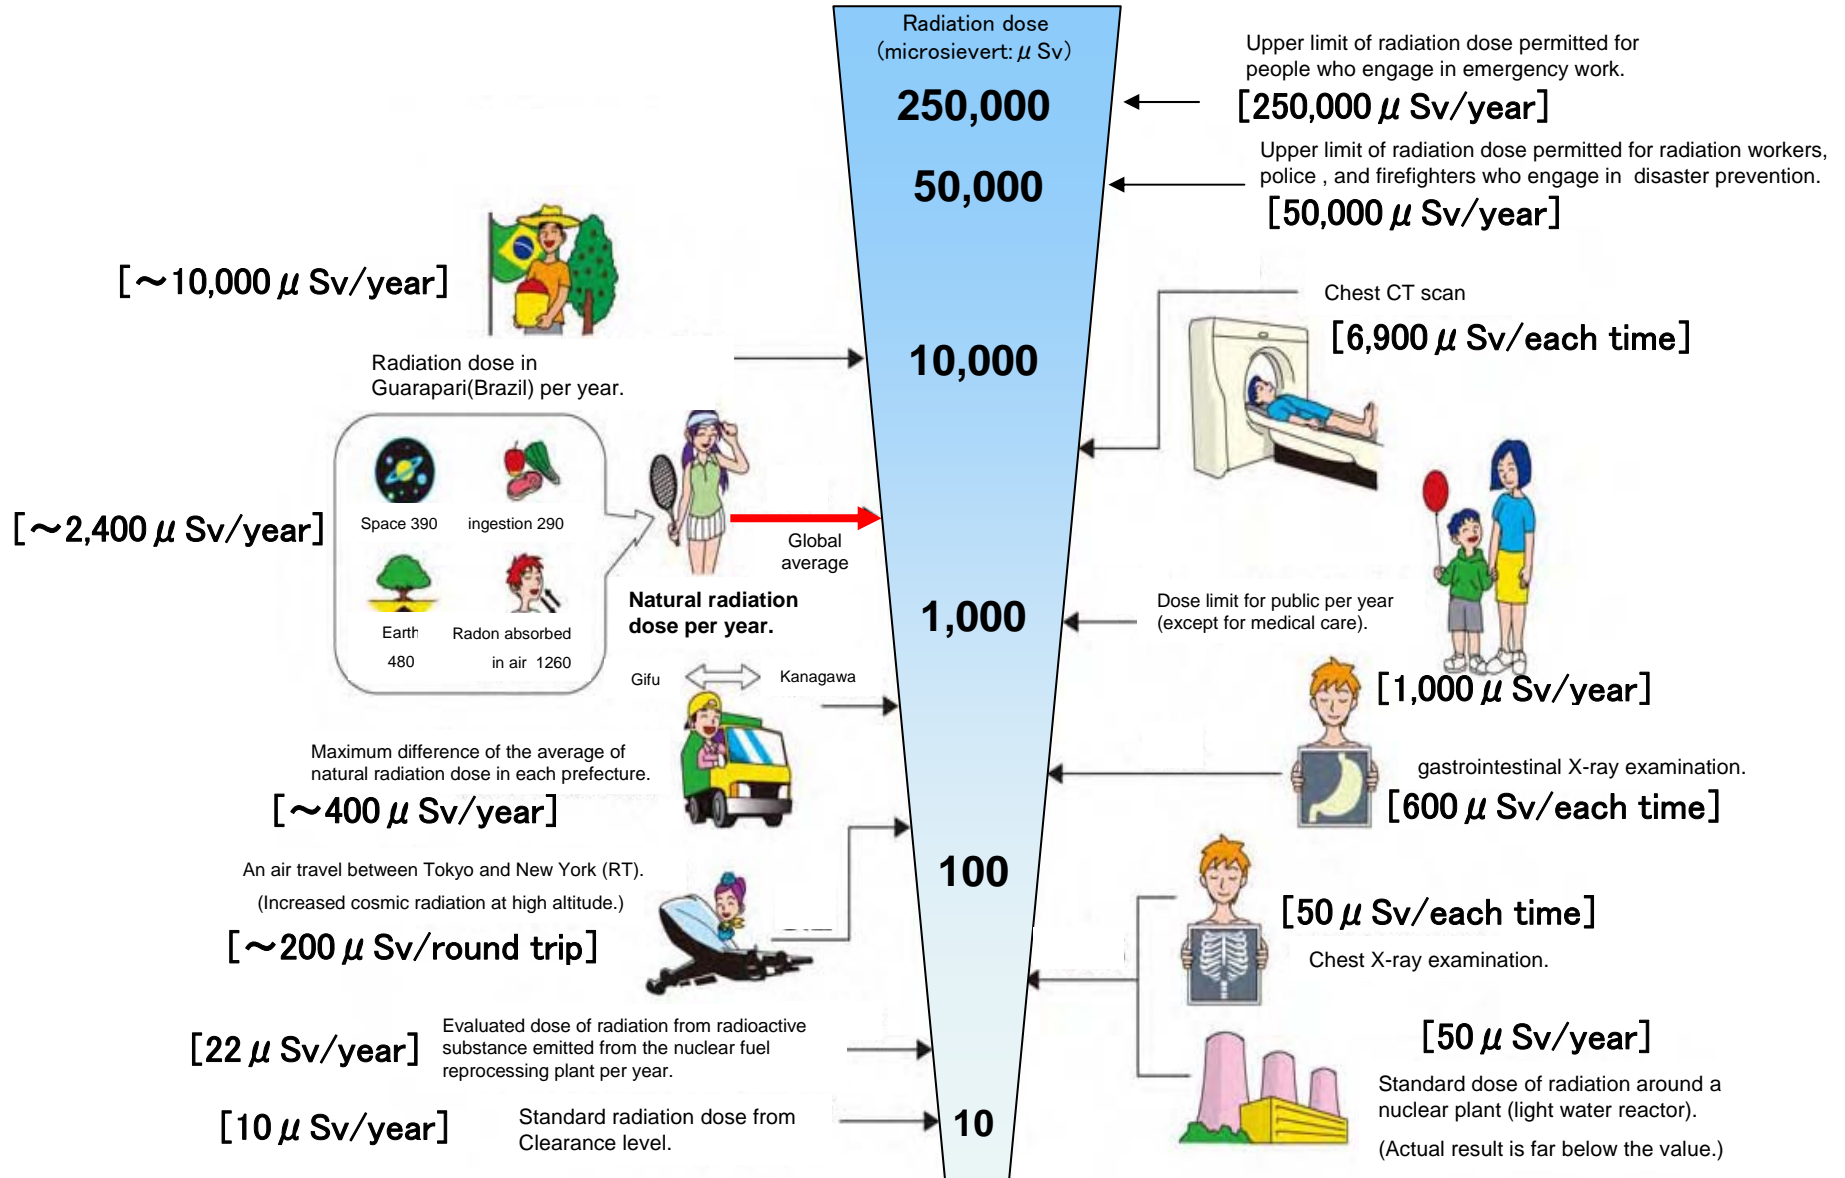 Radiation dose
(microsievert: μ Sv)
250,000
50,000
10,000
1,000
100
10
Upper limit of radiation dose permitted for
people who engage in emergency work.
[250,000 μ Sv/year]
Upper limit of radiation dose permitted for radiation workers,
police , and firefighters who engage in disaster prevention.
[50,000 μ Sv/year]
[~10,000 μ Sv/year]
Radiation dose in
Guarapari(Brazil) per year.
Chest CT scan
[6,900 μ Sv/each time]
[~2,400 μ Sv/year]
Space 390
ingestion 290
Earth
480
Radon absorbed
in air 1260
Global
average
Natural radiation
dose per year.
Dose limit for public per year
(except for medical care).
[1,000 μ Sv/year]
Gifu
Kanagawa
Maximum difference of the average of
natural radiation dose in each prefecture.
[~400 μ Sv/year]
gastrointestinal X-ray examination.
[600 μ Sv/each time]
An air travel between Tokyo and New York (RT).
(Increased cosmic radiation at high altitude.)
[~200 μ Sv/round trip]
[50 μ Sv/each time]
Chest X-ray examination.
[22 μ Sv/year]
Evaluated dose of radiation from radioactive
substance emitted from the nuclear fuel
reprocessing plant per year.
[50 μ Sv/year]
Standard dose of radiation around a
nuclear plant (light water reactor).
(Actual result is far below the value.)
[10 μ Sv/year]
Standard radiation dose from
Clearance level.